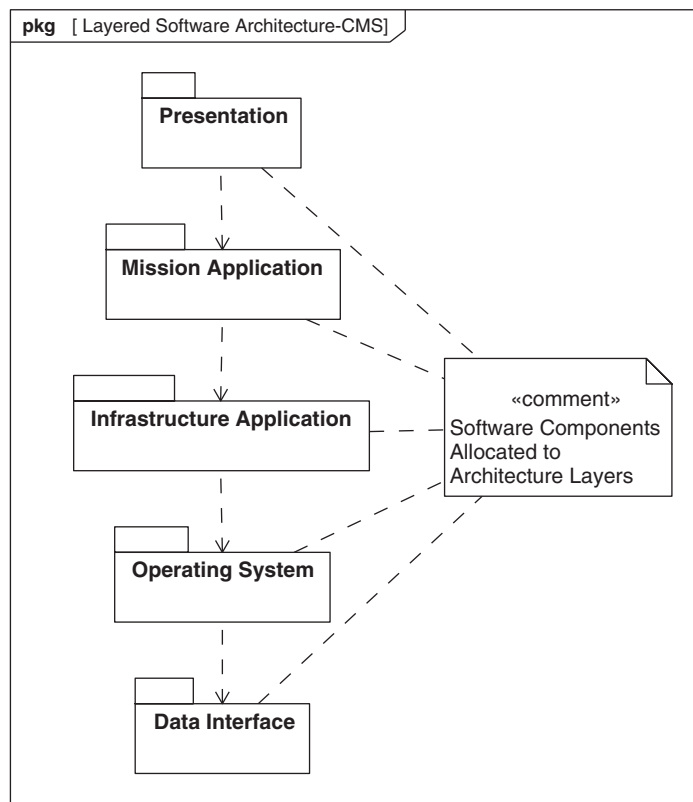 pkg [ Layered Software Architecture-CMS]
Presentation
Mission Application
Infrastructure Application
«comment»
Software Components
Allocated to
Architecture Layers
Operating System
Data Interface